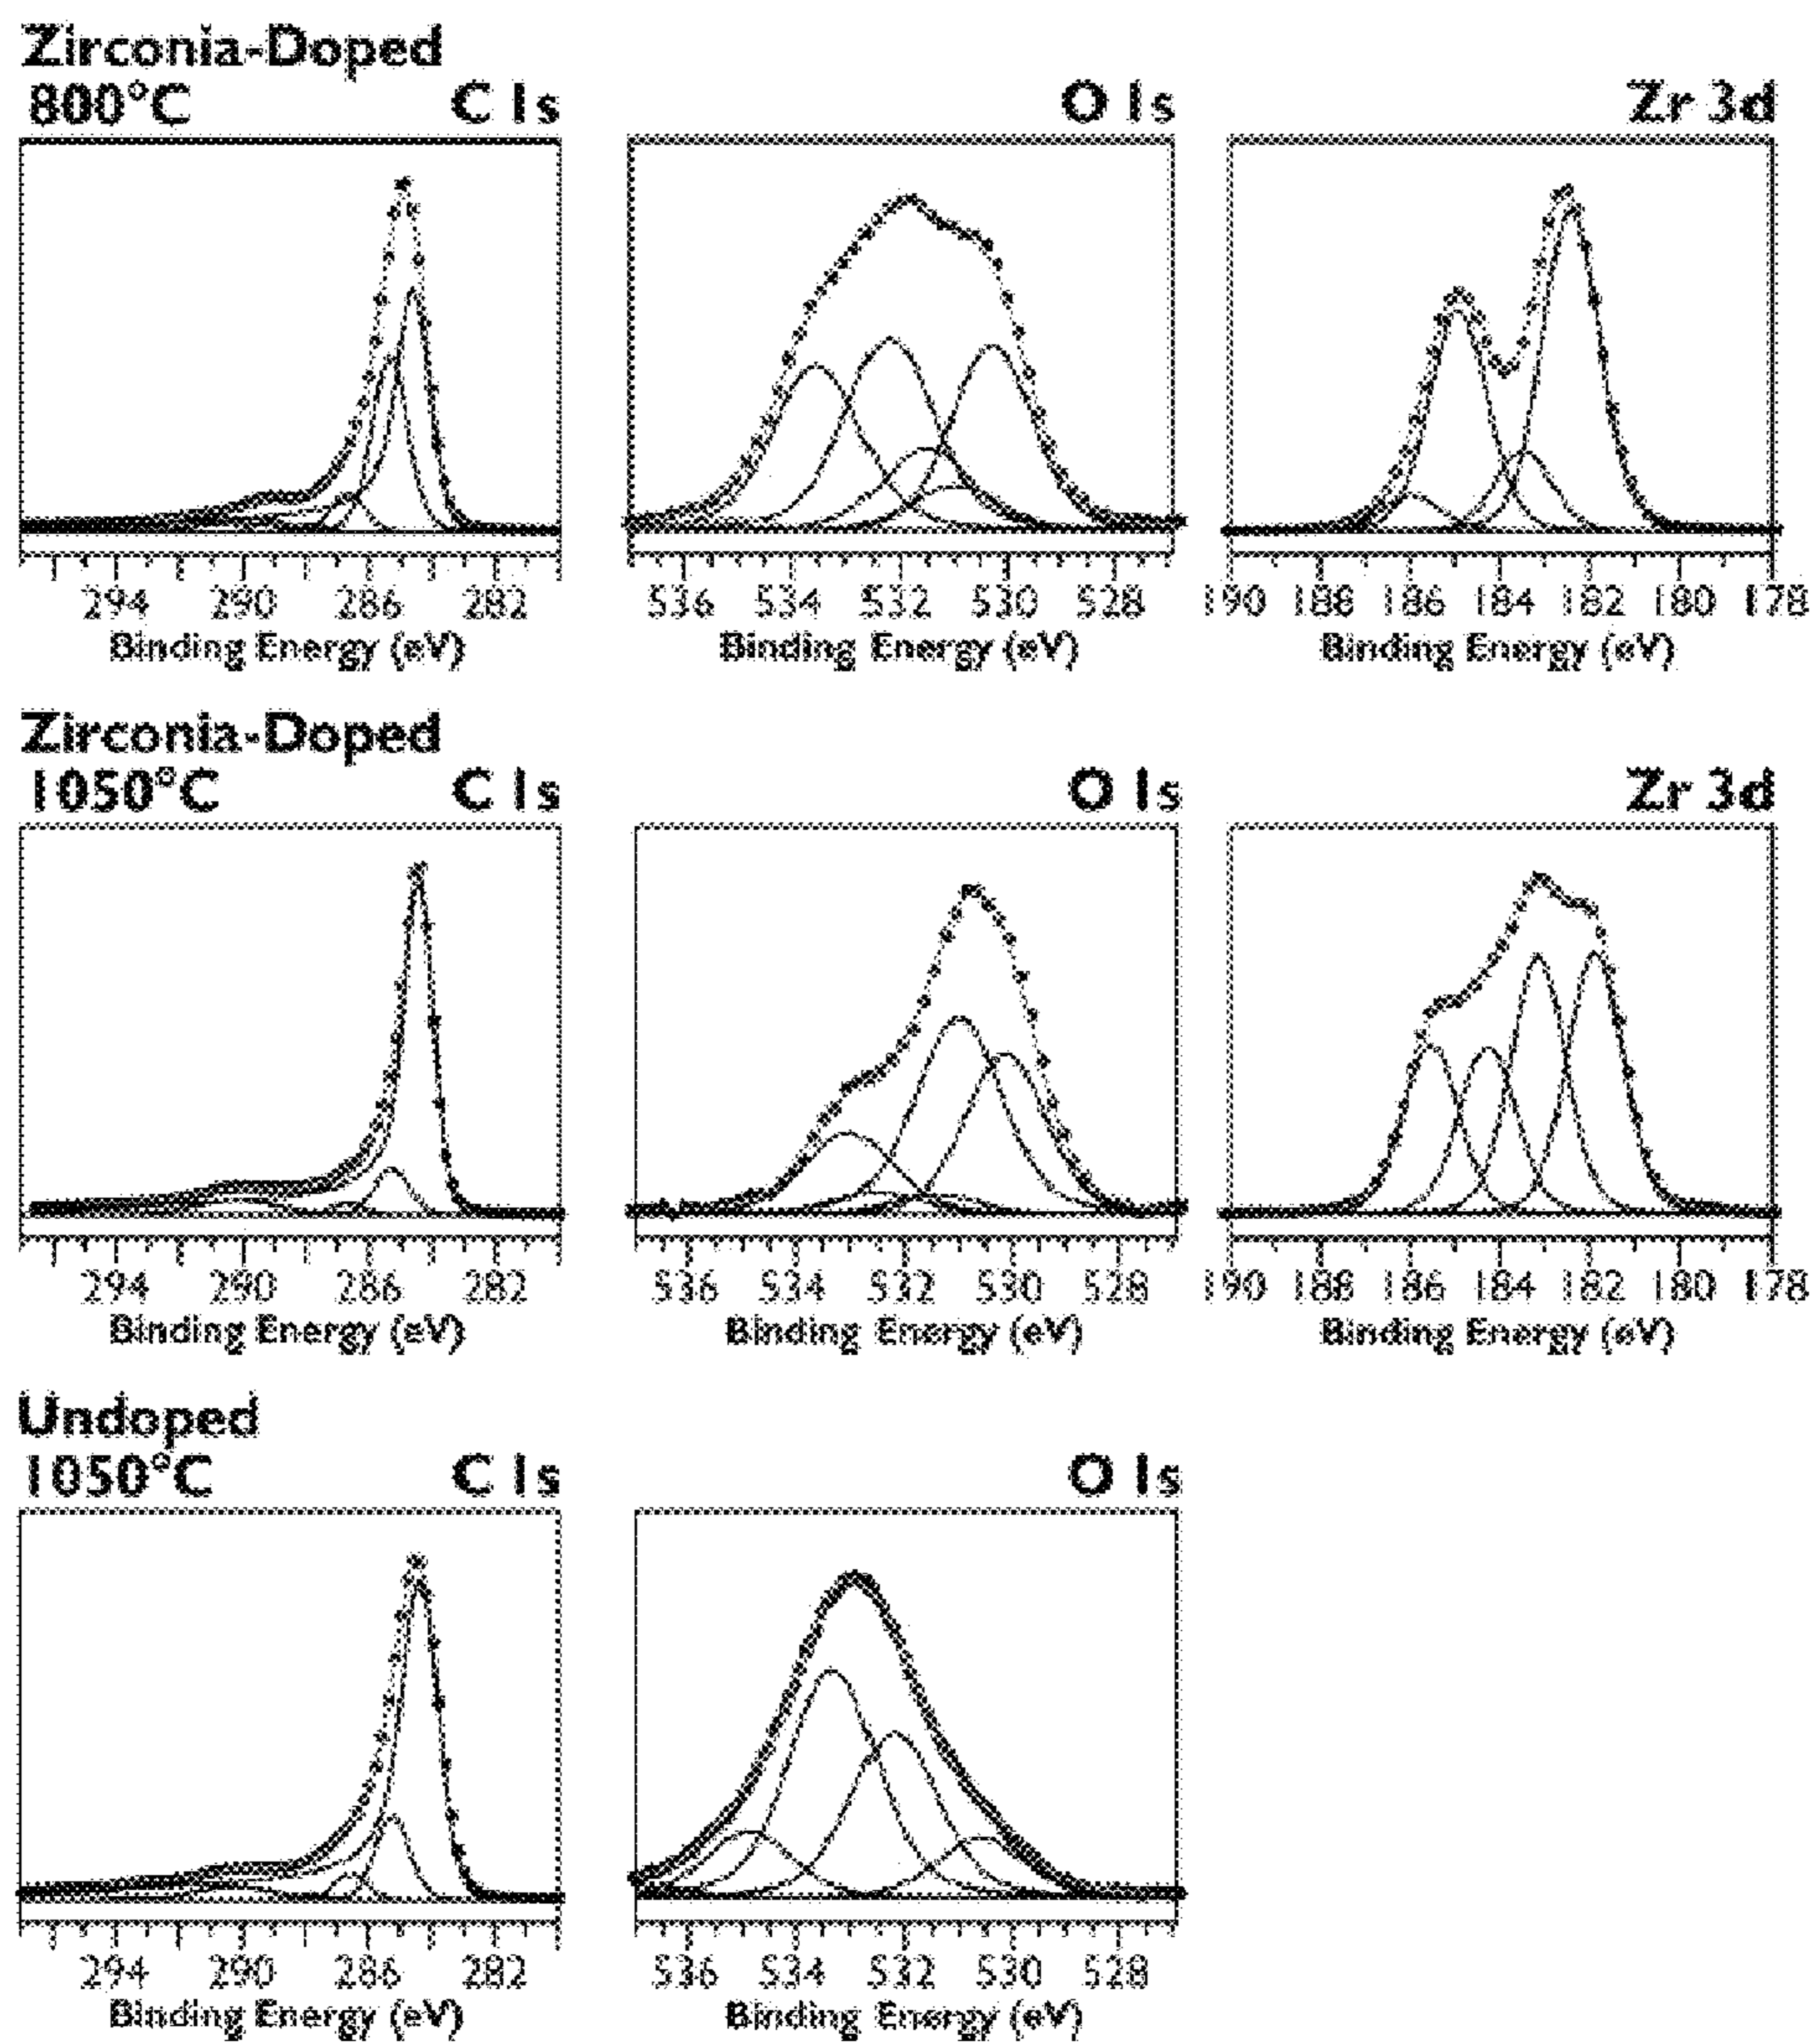 Zirconia-Doped
800°C C 1s O 1s Zr 3d
294 290 286 282 536 534 532 530 528 190 188 186 184 182 180 178
Binding Energy (eV) Binding Energy (eV) Binding Energy (eV)
Zirconia-Doped
1050°C C 1s O 1s Zr 3d
294 290 286 282 536 534 532 530 528 190 188 186 184 182 180 178
Binding Energy (eV) Binding Energy (eV) Binding Energy (eV)
Undoped
1050°C C 1s O 1s
294 290 286 282 536 534 532 530 528
Binding Energy (eV) Binding Energy (eV)